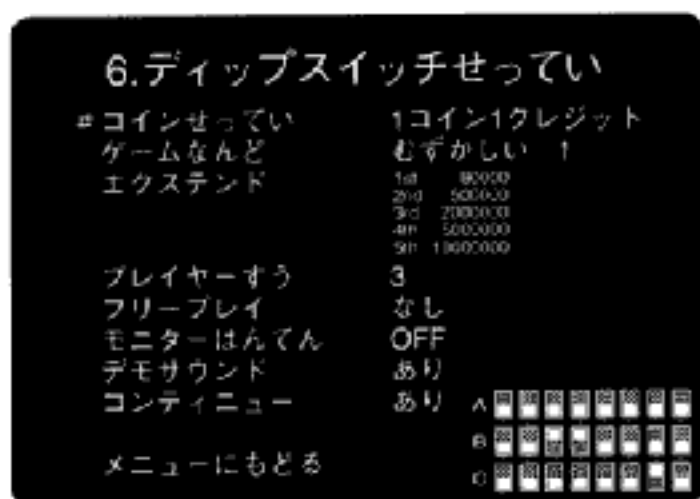 6.ディップスイッチせってい
#コインせってい 1コイン1クレジット
ゲームなんど むずかしい ↑
エクステンド 1st 80000
2nd 500000
3rd 2000000
4th 5000000
5th 10000000
プレイヤーすう 3
フリープレイ なし
モニターはんてん OFF
デモサウンド あり
コンティニュー あり
A
B
メニューにもどる
C